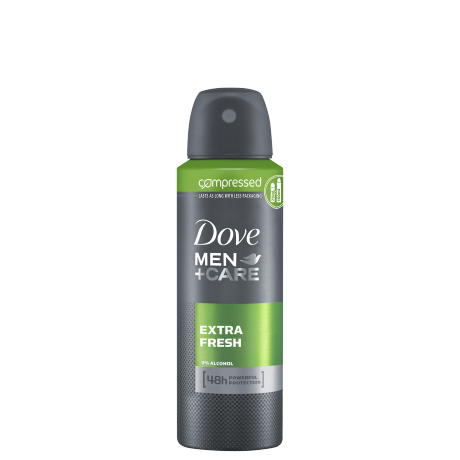 compressed
LASTS AS LONG WITH LESS PACKAGING
Dove
MEN
+CARE
EXTRA
FRESH
0% ALCOHOL
[48h POWERFUL
PROTECTION]